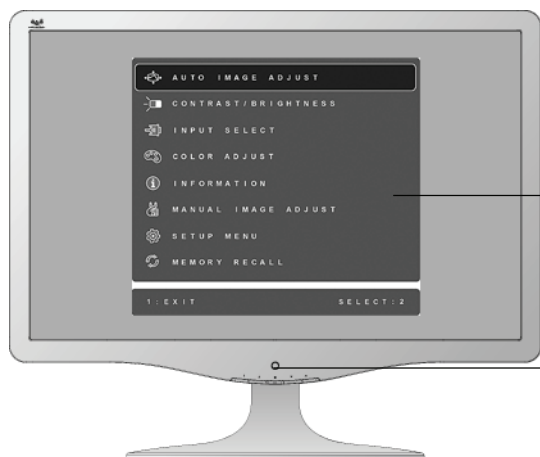 AUTO IMAGE ADJUST
CONTRAST/BRIGHTNESS
INPUT SELECT
COLOR ADJUST
INFORMATION
MANUAL IMAGE ADJUST
SETUP MENU
MEMORY RECALL
1:EXIT SELECT:2